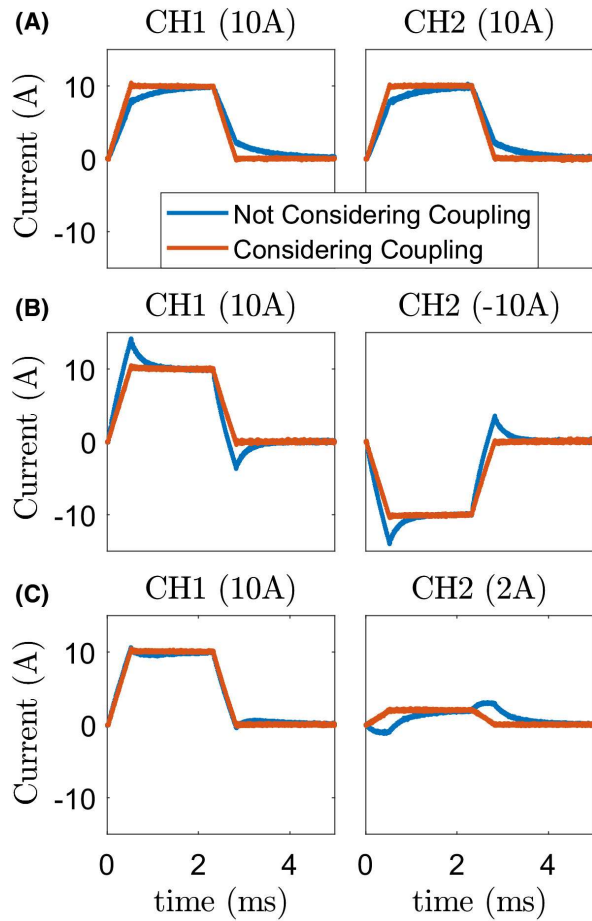 (A)
CH1 (10A)
CH2 (10A)
Current (A)
10
0
-10
Not Considering Coupling
Considering Coupling
(B)
CH1 (10A)
CH2 (-10A)
Current (A)
10
0
-10
(C)
CH1 (10A)
CH2 (2A)
Current (A)
10
0
-10
0 2 4
0 2 4
time (ms)
time (ms)